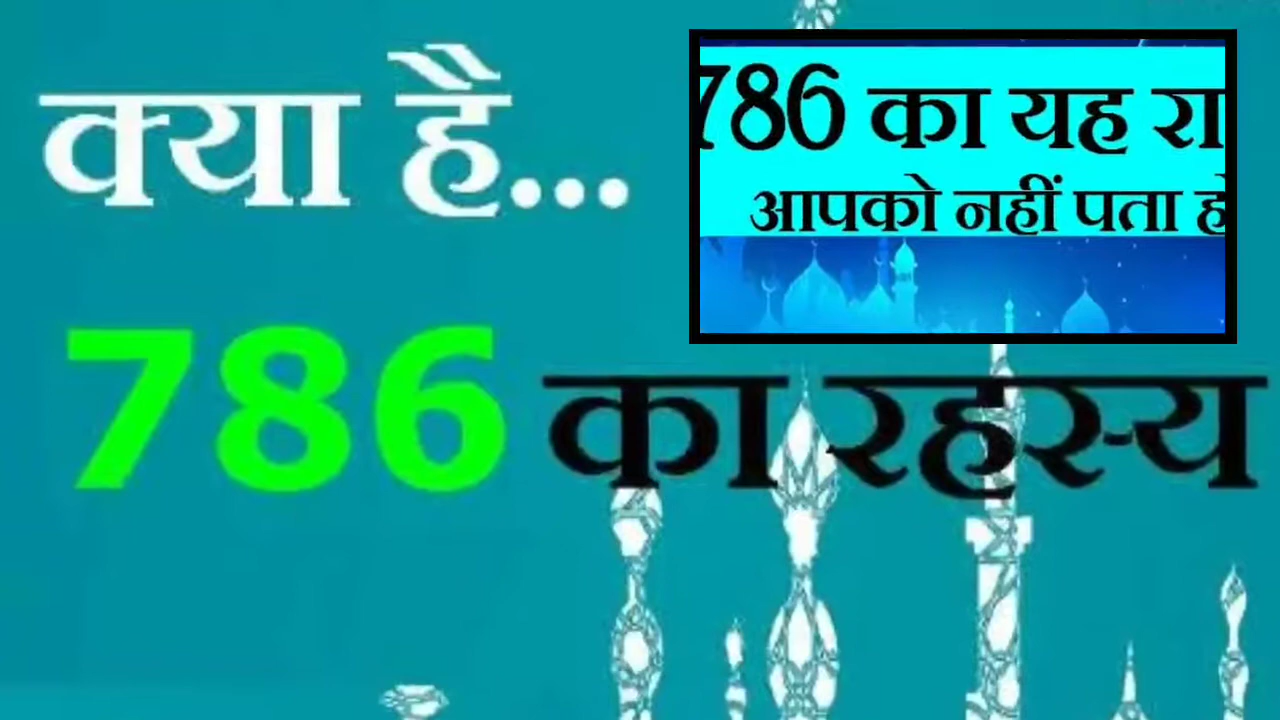 क्या है...
786 का रहस्य
786 का यह रा
आपको नहीं पता